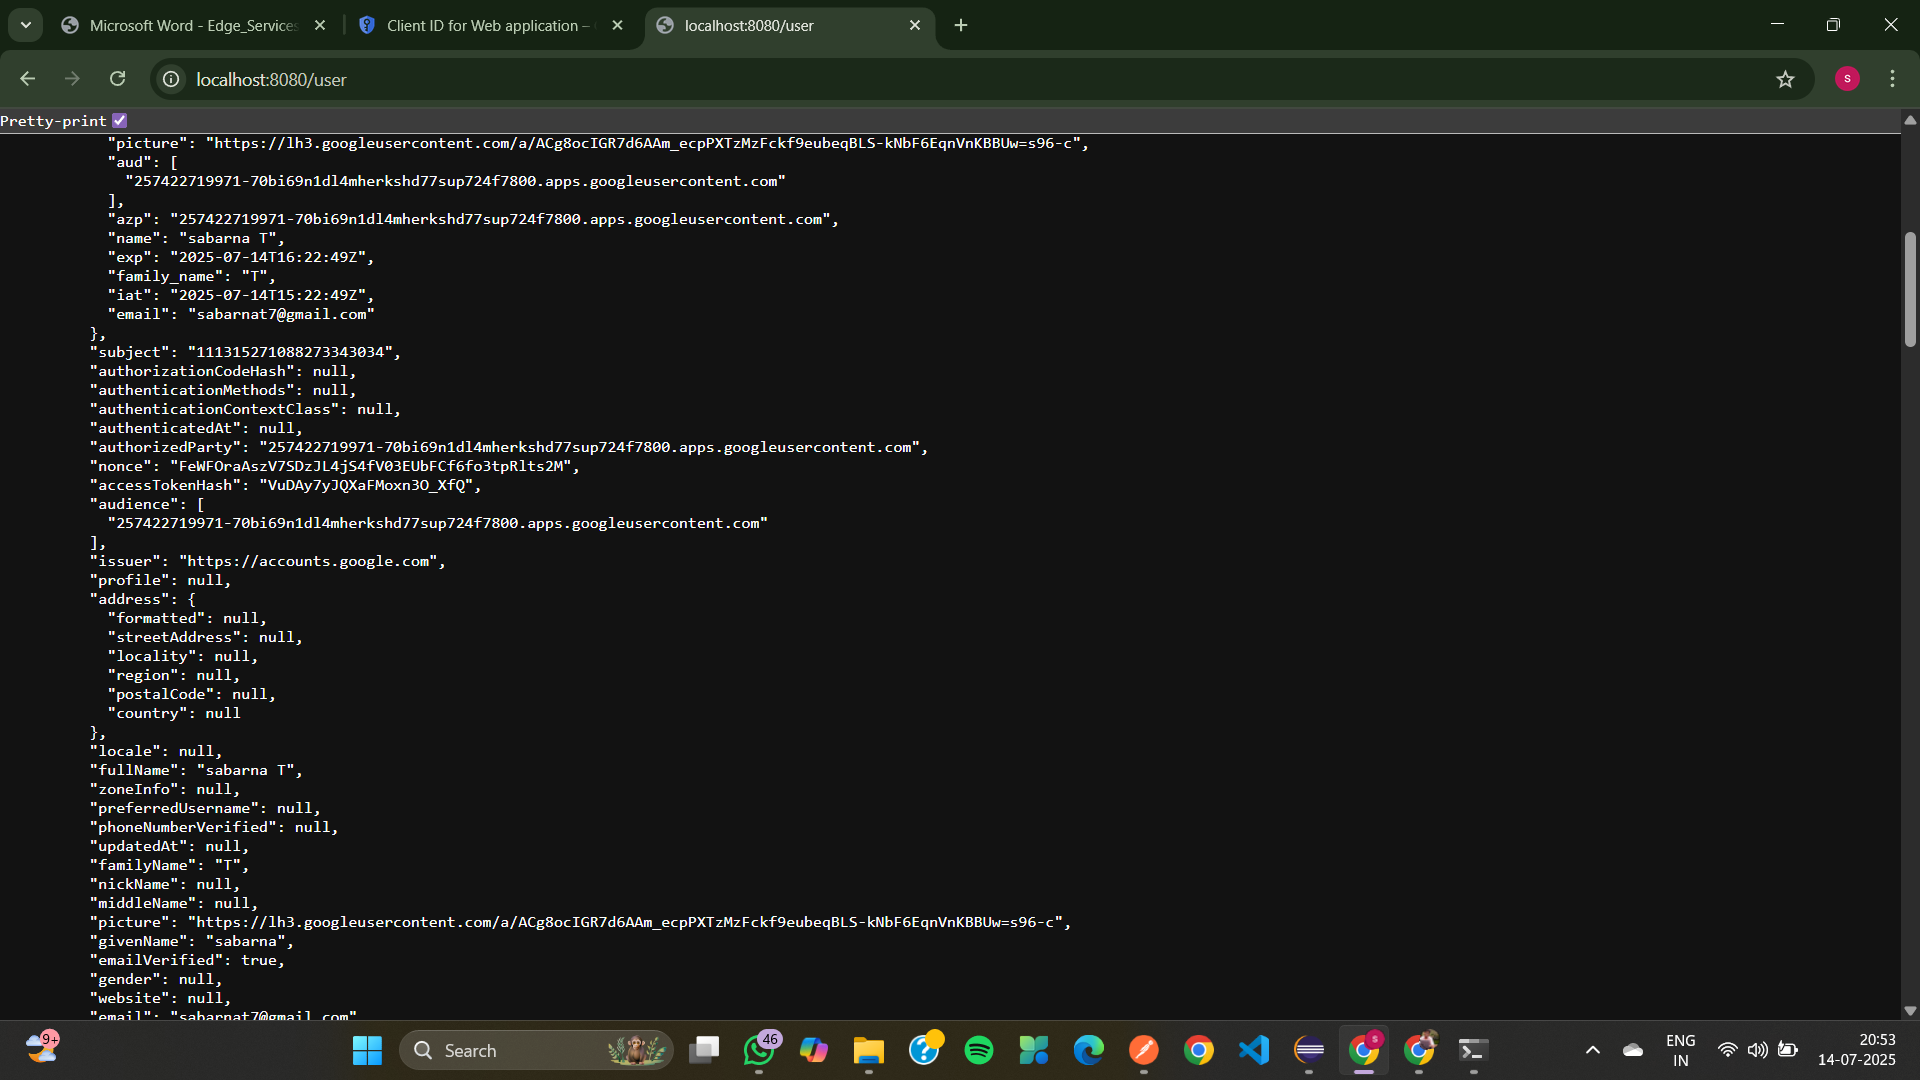 Microsoft Word - Edge_Services
Client ID for Web application –
localhost:8080/user
localhost:8080/user
s
Pretty-print
"picture": "https://lh3.googleusercontent.com/a/ACg8ocIGR7d6AAm_ecpPXTzMzFckf9eubeqBLS-kNbF6EqnVnKBBUw=s96-c",
"aud": [
"257422719971-70bi69n1dl4mherkshd77sup724f7800.apps.googleusercontent.com"
],
"azp": "257422719971-70bi69n1dl4mherkshd77sup724f7800.apps.googleusercontent.com",
"name": "sabarna T",
"exp": "2025-07-14T16:22:49Z",
"family_name": "T",
"iat": "2025-07-14T15:22:49Z",
"email": "sabarnat7@gmail.com"
},
"subject": "111315271088273343034",
"authorizationCodeHash": null,
"authenticationMethods": null,
"authenticationContextClass": null,
"authenticatedAt": null,
"authorizedParty": "257422719971-70bi69n1dl4mherkshd77sup724f7800.apps.googleusercontent.com",
"nonce": "FeWFOraAszV7SDzJL4jS4fV03EUbFCf6fo3tpRlts2M",
"accessTokenHash": "VuDAy7yJQXaFMoxn3O_XfQ",
"audience": [
"257422719971-70bi69n1dl4mherkshd77sup724f7800.apps.googleusercontent.com"
],
"issuer": "https://accounts.google.com",
"profile": null,
"address": {
"formatted": null,
"streetAddress": null,
"locality": null,
"region": null,
"postalCode": null,
"country": null
},
"locale": null,
"fullName": "sabarna T",
"zoneInfo": null,
"preferredUsername": null,
"phoneNumberVerified": null,
"updatedAt": null,
"familyName": "T",
"nickName": null,
"middleName": null,
"picture": "https://lh3.googleusercontent.com/a/ACg8ocIGR7d6AAm_ecpPXTzMzFckf9eubeqBLS-kNbF6EqnVnKBBUw=s96-c",
"givenName": "sabarna",
"emailVerified": true,
"gender": null,
"website": null,
"email": "sabarnat7@gmail.com"
9+
Search
46
s
ENG
IN
20:53
14-07-2025